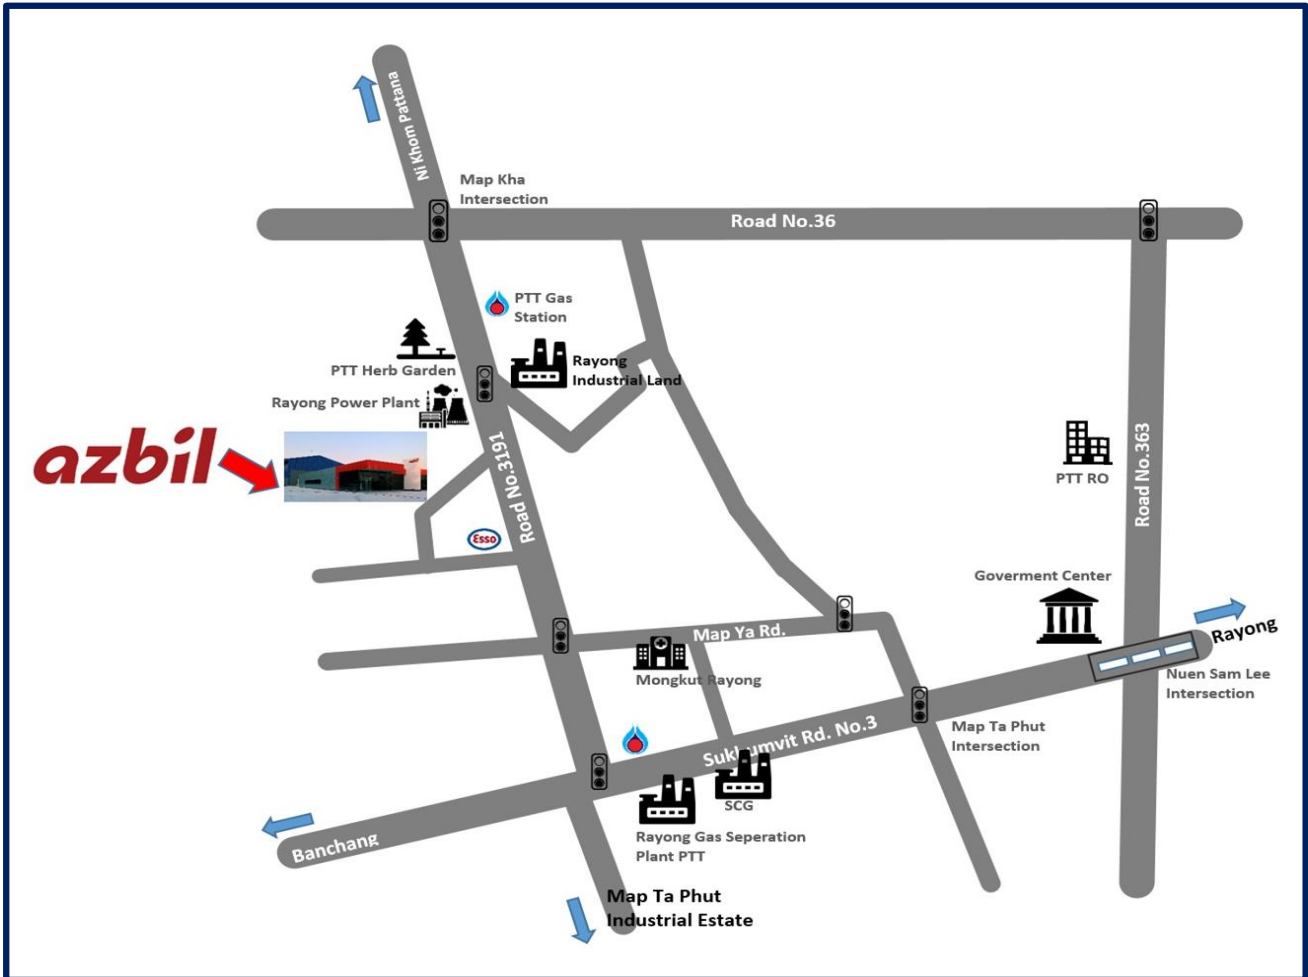 Ni Khom Pattana
Map Kha
Intersection
Road No.36
PTT Gas
Station
PTT Herb Garden
Rayong
Industrial Land
Rayong Power Plant
azbil
Road No.3191
Esso
PTT RO
Road No.363
Goverment Center
Rayong
Map Ya Rd.
Mongkut Rayong
Nuen Sam Lee
Intersection
Map Ta Phut
Intersection
Sukhumvit Rd. No.3
SCG
Rayong Gas Seperation
Plant PTT
Banchang
Map Ta Phut
Industrial Estate